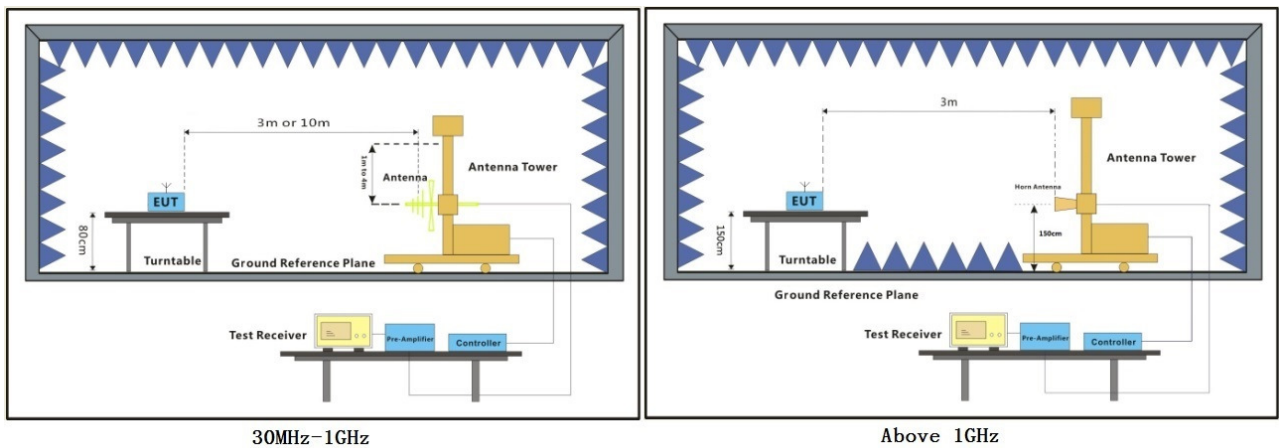 3m or 10m
1m to 4m
Antenna
Antenna Tower
EUT
80cm
Turntable
Ground Reference Plane
Test Receiver
Pre-Amplifier
Controller
30MHz-1GHz
3m
Antenna Tower
Horn Antenna
EUT
150cm
150cm
Turntable
Ground Reference Plane
Test Receiver
Pre-Amplifier
Controller
Above 1GHz